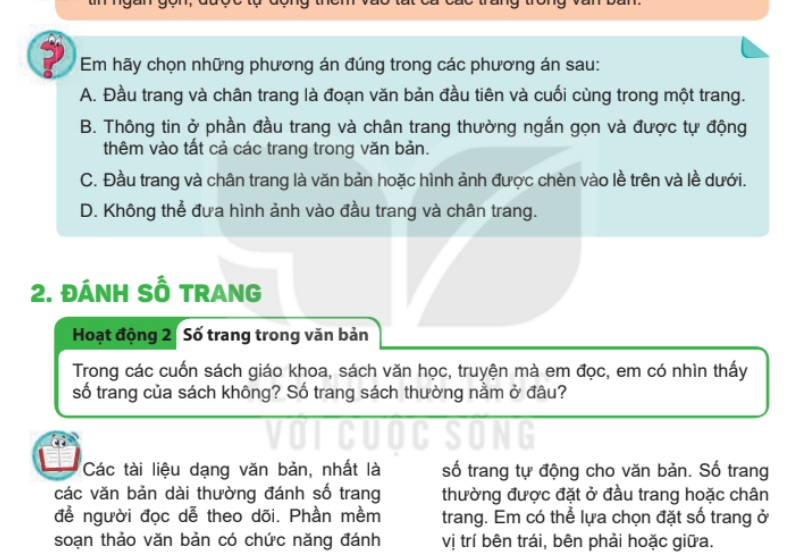 Em hãy chọn những phương án đúng trong các phương án sau:
A. Đầu trang và chân trang là đoạn văn bản đầu tiên và cuối cùng trong một trang.
B. Thông tin ở phần đầu trang và chân trang thường ngắn gọn và được tự động
thêm vào tất cả các trang trong văn bản.
C. Đầu trang và chân trang là văn bản hoặc hình ảnh được chèn vào lề trên và lề dưới.
D. Không thể đưa hình ảnh vào đầu trang và chân trang.
2. ĐÁNH SỐ TRANG
Hoạt động 2 Số trang trong văn bản
Trong các cuốn sách giáo khoa, sách văn học, truyện mà em đọc, em có nhìn thấy
số trang của sách không? Số trang sách thường nằm ở đâu?
KẾT NỐI TRI THỨC
VỚI CUỘC SỐNG
Các tài liệu dạng văn bản, nhất là
các văn bản dài thường đánh số trang
để người đọc dễ theo dõi. Phần mềm
soạn thảo văn bản có chức năng đánh
số trang tự động cho văn bản. Số trang
thường được đặt ở đầu trang hoặc chân
trang. Em có thể lựa chọn đặt số trang ở
vị trí bên trái, bên phải hoặc giữa.